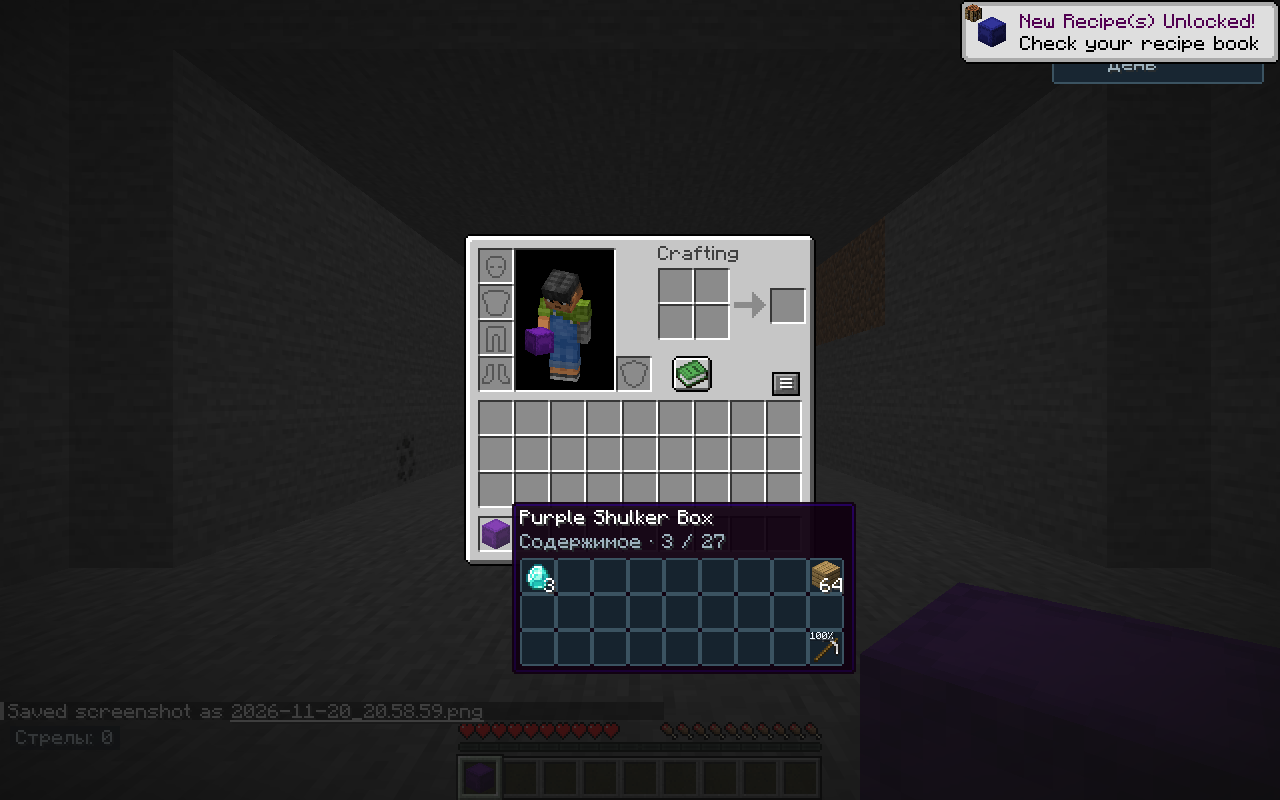 New Recipe(s) Unlocked!
Check your recipe book
день
Crafting
Purple Shulker Box
Содержимое · 3 / 27
3
64
100%
Saved screenshot as 2026-11-20_20.58.59.png
Стрелы: 0